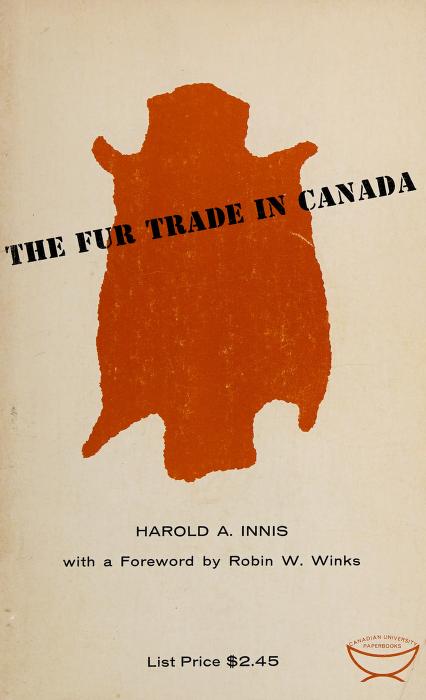 THE FUR TRADE IN CANADA
HAROLD A. INNIS
with a Foreword by Robin W. Winks
List Price $2.45
CANADIAN UNIVERSITY
PAPERBOOKS